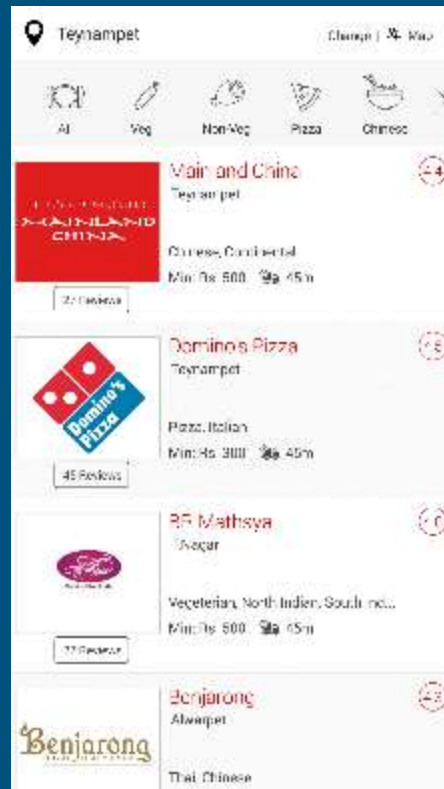 Teynampet
Change | Map
All
Veg
Non-Veg
Pizza
Chinese
MAINLAND
CHINA
27 Reviews
Main and China
Teynampet
Chinese, Continental
Min: Rs. 500 45m
Domino's
Pizza
45 Reviews
Domino's Pizza
Teynampet
Pizza, Italian
Min: Rs. 300 45m
Reviews
Mathsya
T.Nagar
Vegeterian, North Indian, South Ind...
Min: Rs. 500 45m
Benjarong
Benjarong
Alwarpet
Thai, Chinese